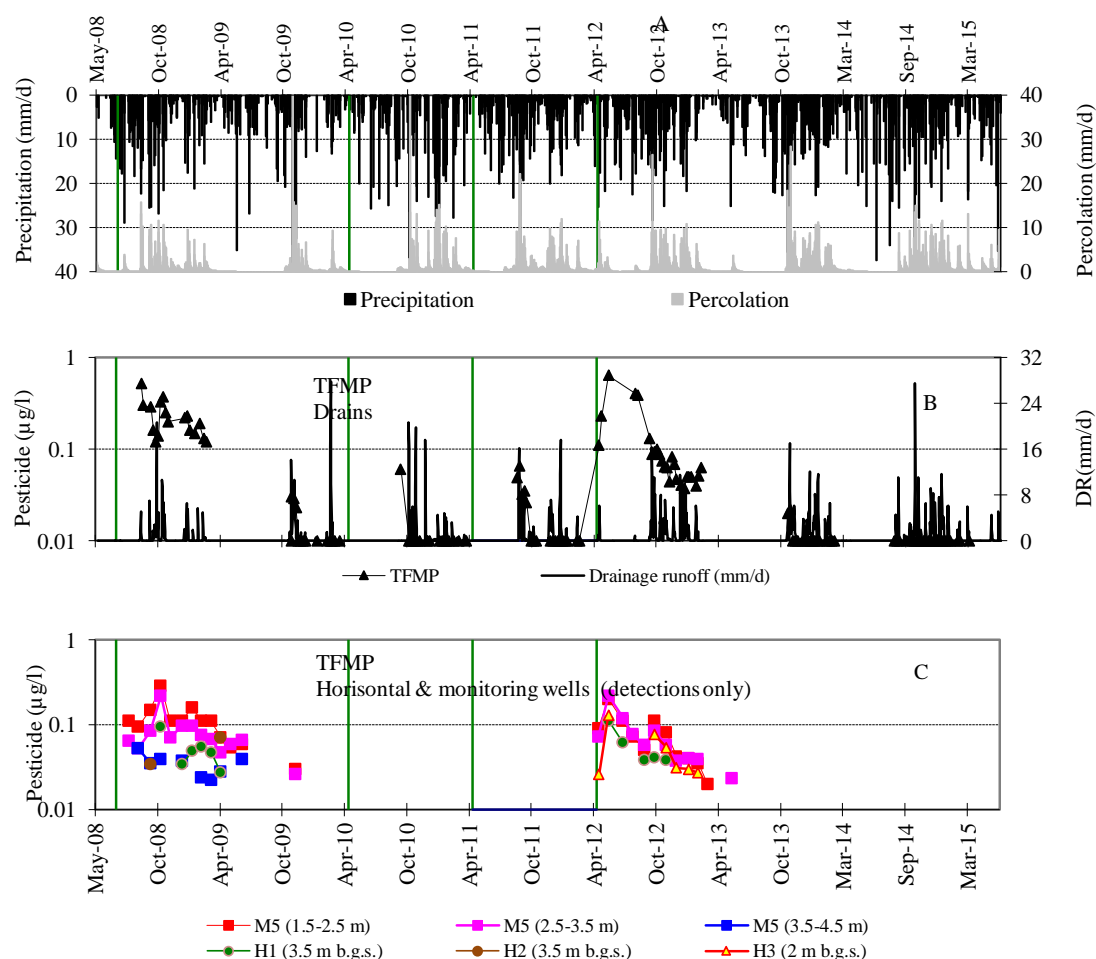 A
May-08 Oct-08 Apr-09 Oct-09 Apr-10 Oct-10 Apr-11 Oct-11 Apr-12 Oct-12 Apr-13 Oct-13 Mar-14 Sep-14 Mar-15
Precipitation (mm/d)
0
10
20
30
40
40
30
20
10
0
Percolation (mm/d)
Precipitation Percolation
Pesticide (µg/l)
1
0.1
0.01
TFMP
Drains
B
32
24
16
8
0
DR(mm/d)
TFMP Drainage runoff (mm/d)
Pesticide (µg/l)
1
0.1
0.01
TFMP
Horisontal & monitoring wells (detections only)
C
May-08 Oct-08 Apr-09 Oct-09 Apr-10 Oct-10 Apr-11 Oct-11 Apr-12 Oct-12 Apr-13 Oct-13 Mar-14 Sep-14 Mar-15
M5 (1.5-2.5 m) M5 (2.5-3.5 m) M5 (3.5-4.5 m)
H1 (3.5 m b.g.s.) H2 (3.5 m b.g.s.) H3 (2 m b.g.s.)